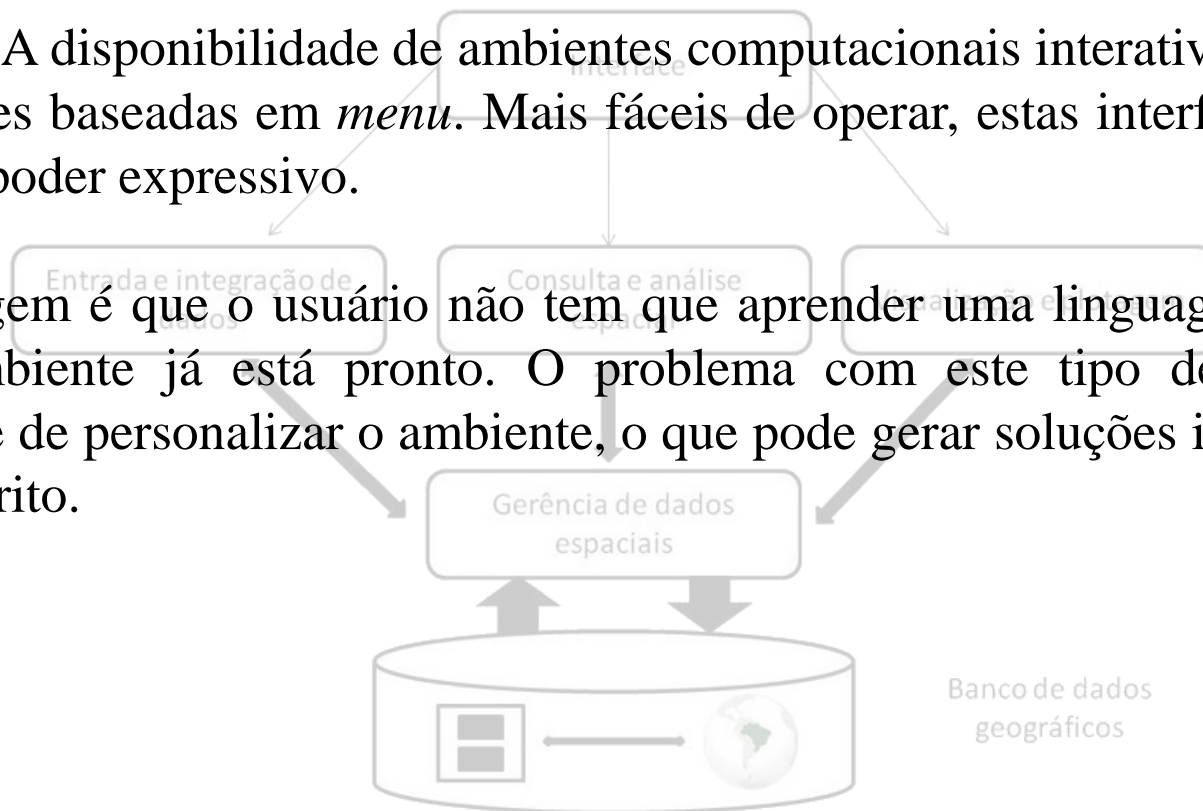 A disponibilidade de ambientes computacionais interativ
es baseadas em menu. Mais fáceis de operar, estas interf
poder expressivo.
gem é que o usuário não tem que aprender uma linguag
mbiente já está pronto. O problema com este tipo de
e de personalizar o ambiente, o que pode gerar soluções i
rito.
Interface
Entrada e integração de
dados
Consulta e análise
espacial
Gerência de dados
espaciais
Banco de dados
geográficos